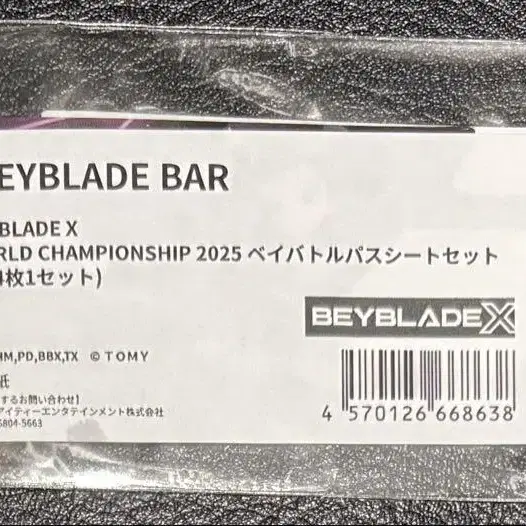 EYBLADE BAR
BLADE X
RLD CHAMPIONSHIP 2025 ベイバトルパスシートセット
枚1セット)
BEYBLADE X
HM,PD,BBX,TX ©TOMY
紙
するお問い合わせ】
アイティーエンタテインメント株式会社
6804-5663
4 570126 668638